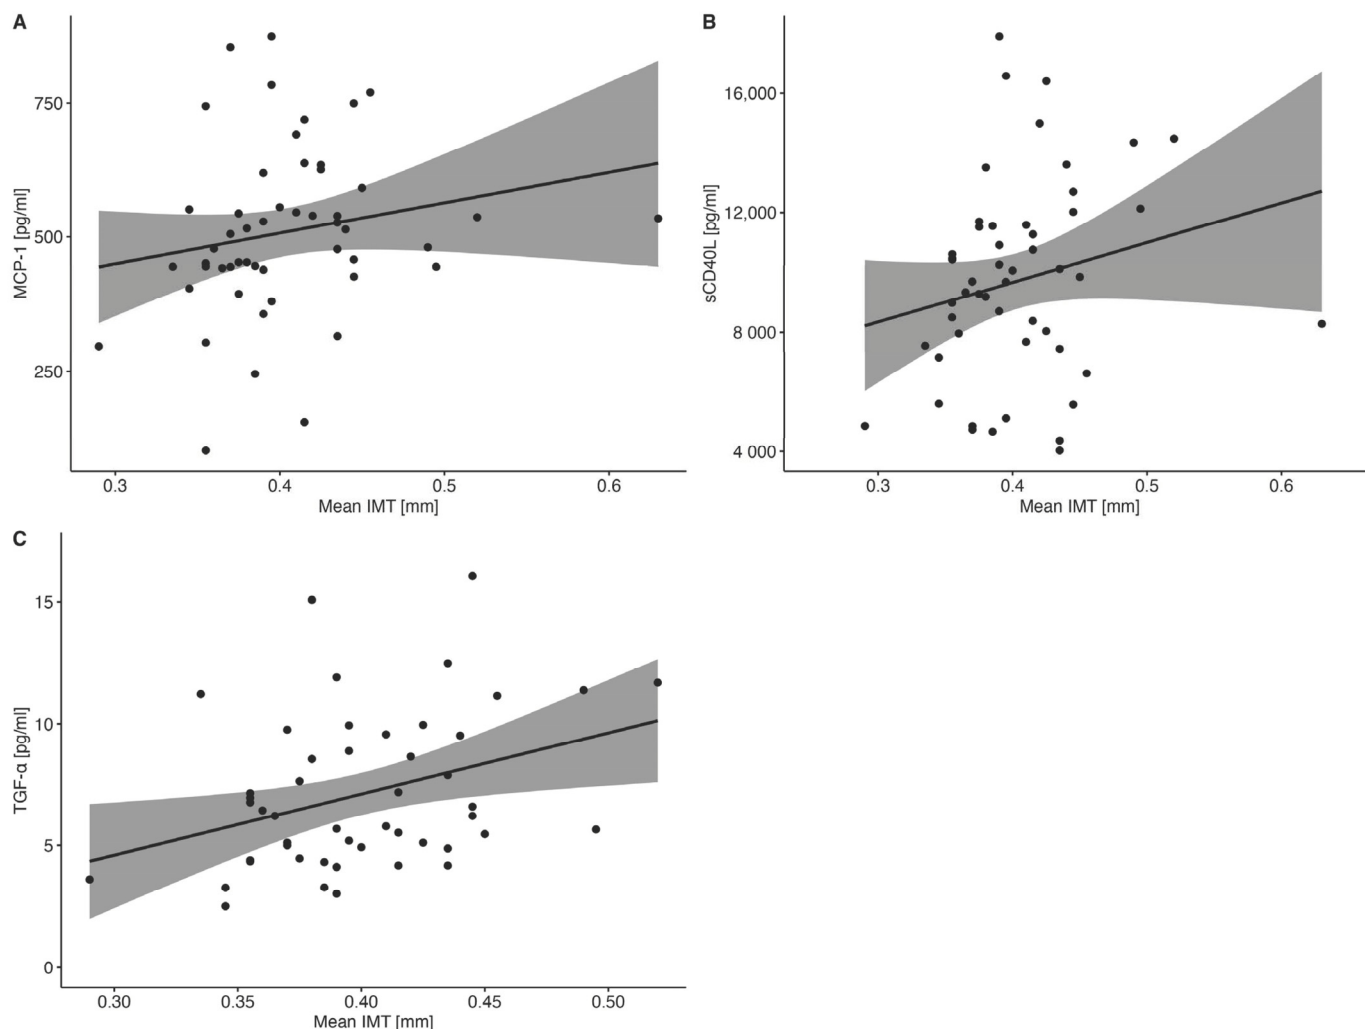 A
MCP-1 [pg/ml]
750
500
250
0.3 0.4 0.5 0.6
Mean IMT [mm]
B
sCD40L [pg/ml]
16,000
12,000
8 000
4 000
0.3 0.4 0.5 0.6
Mean IMT [mm]
C
TGF-α [pg/ml]
15
10
5
0
0.30 0.35 0.40 0.45 0.50
Mean IMT [mm]